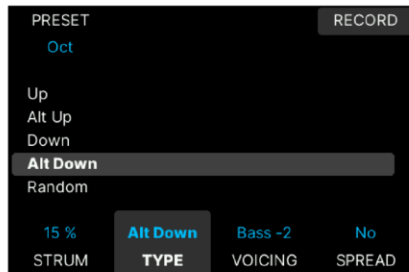 PRESET RECORD
Oct
Up
Alt Up
Down
Alt Down
Random
15 % Alt Down Bass -2 No
STRUM TYPE VOICING SPREAD